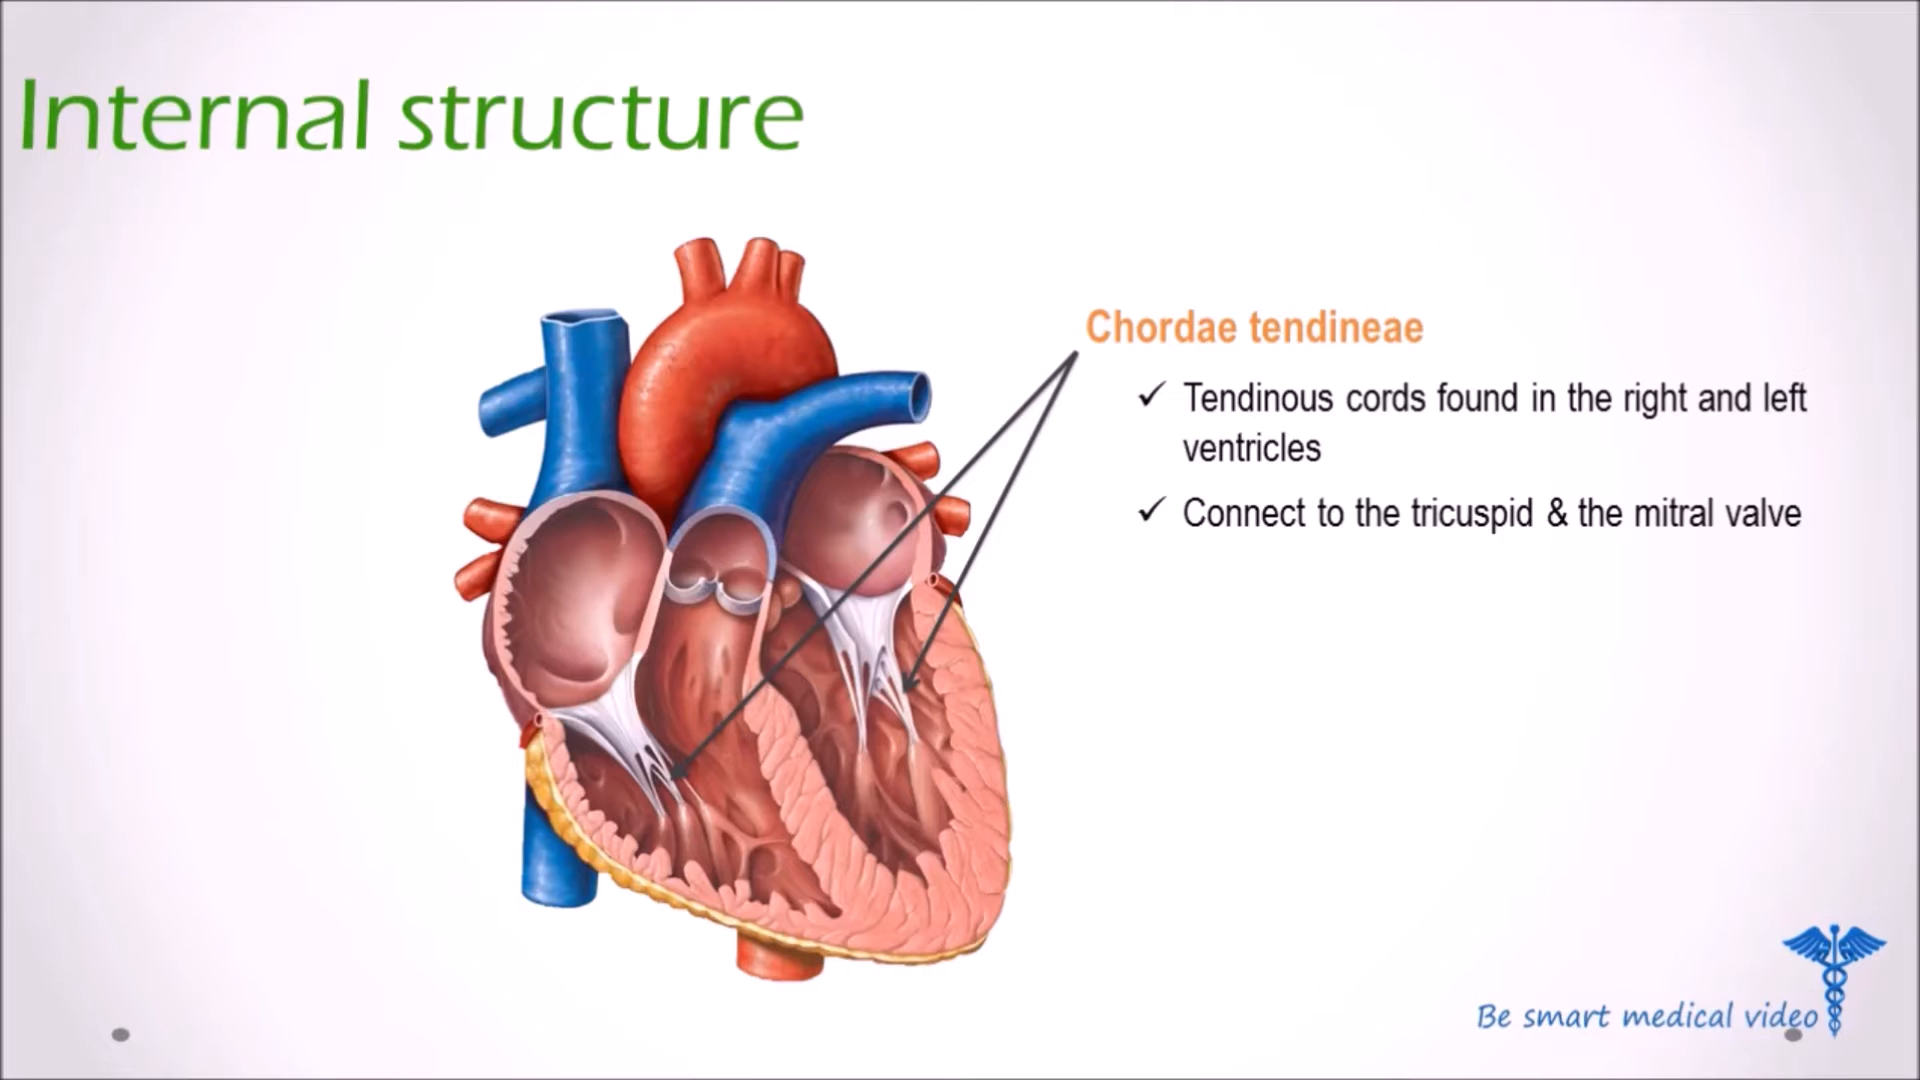 Internal structure
Chordae tendineae
✓ Tendinous cords found in the right and left
ventricles
✓ Connect to the tricuspid & the mitral valve
Be smart medical video